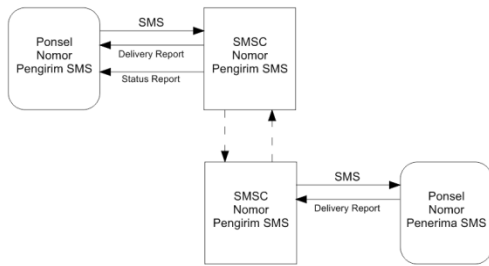 Ponsel
Nomor
Pengirim SMS
SMS
Delivery Report
Status Report
SMSC
Nomor
Pengirim SMS
SMSC
Nomor
Pengirim SMS
SMS
Delivery Report
Ponsel
Nomor
Penerima SMS